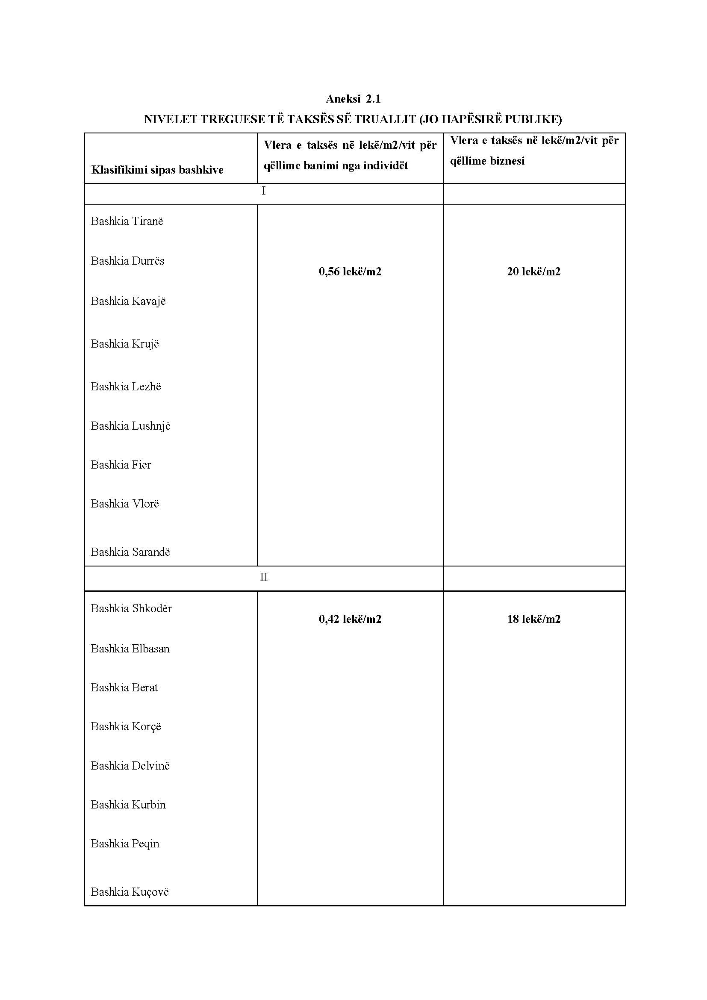 Aneksi 2.1
NIVELET TREGUESE TË TAKSËS SË TRUALLIT (JO HAPËSIRË PUBLIKE)
Klasifikimi sipas bashkive
Vlera e taksës në lekë/m2/vit për
qëllime banimi nga individët
Vlera e taksës në lekë/m2/vit për
qëllime biznesi
I
Bashkia Tiranë
Bashkia Durrës
0,56 lekë/m2
20 lekë/m2
Bashkia Kavajë
Bashkia Krujë
Bashkia Lezhë
Bashkia Lushnjë
Bashkia Fier
Bashkia Vlorë
Bashkia Sarandë
II
Bashkia Shkodër
0,42 lekë/m2
18 lekë/m2
Bashkia Elbasan
Bashkia Berat
Bashkia Korçë
Bashkia Delvinë
Bashkia Kurbin
Bashkia Peqin
Bashkia Kuçovë